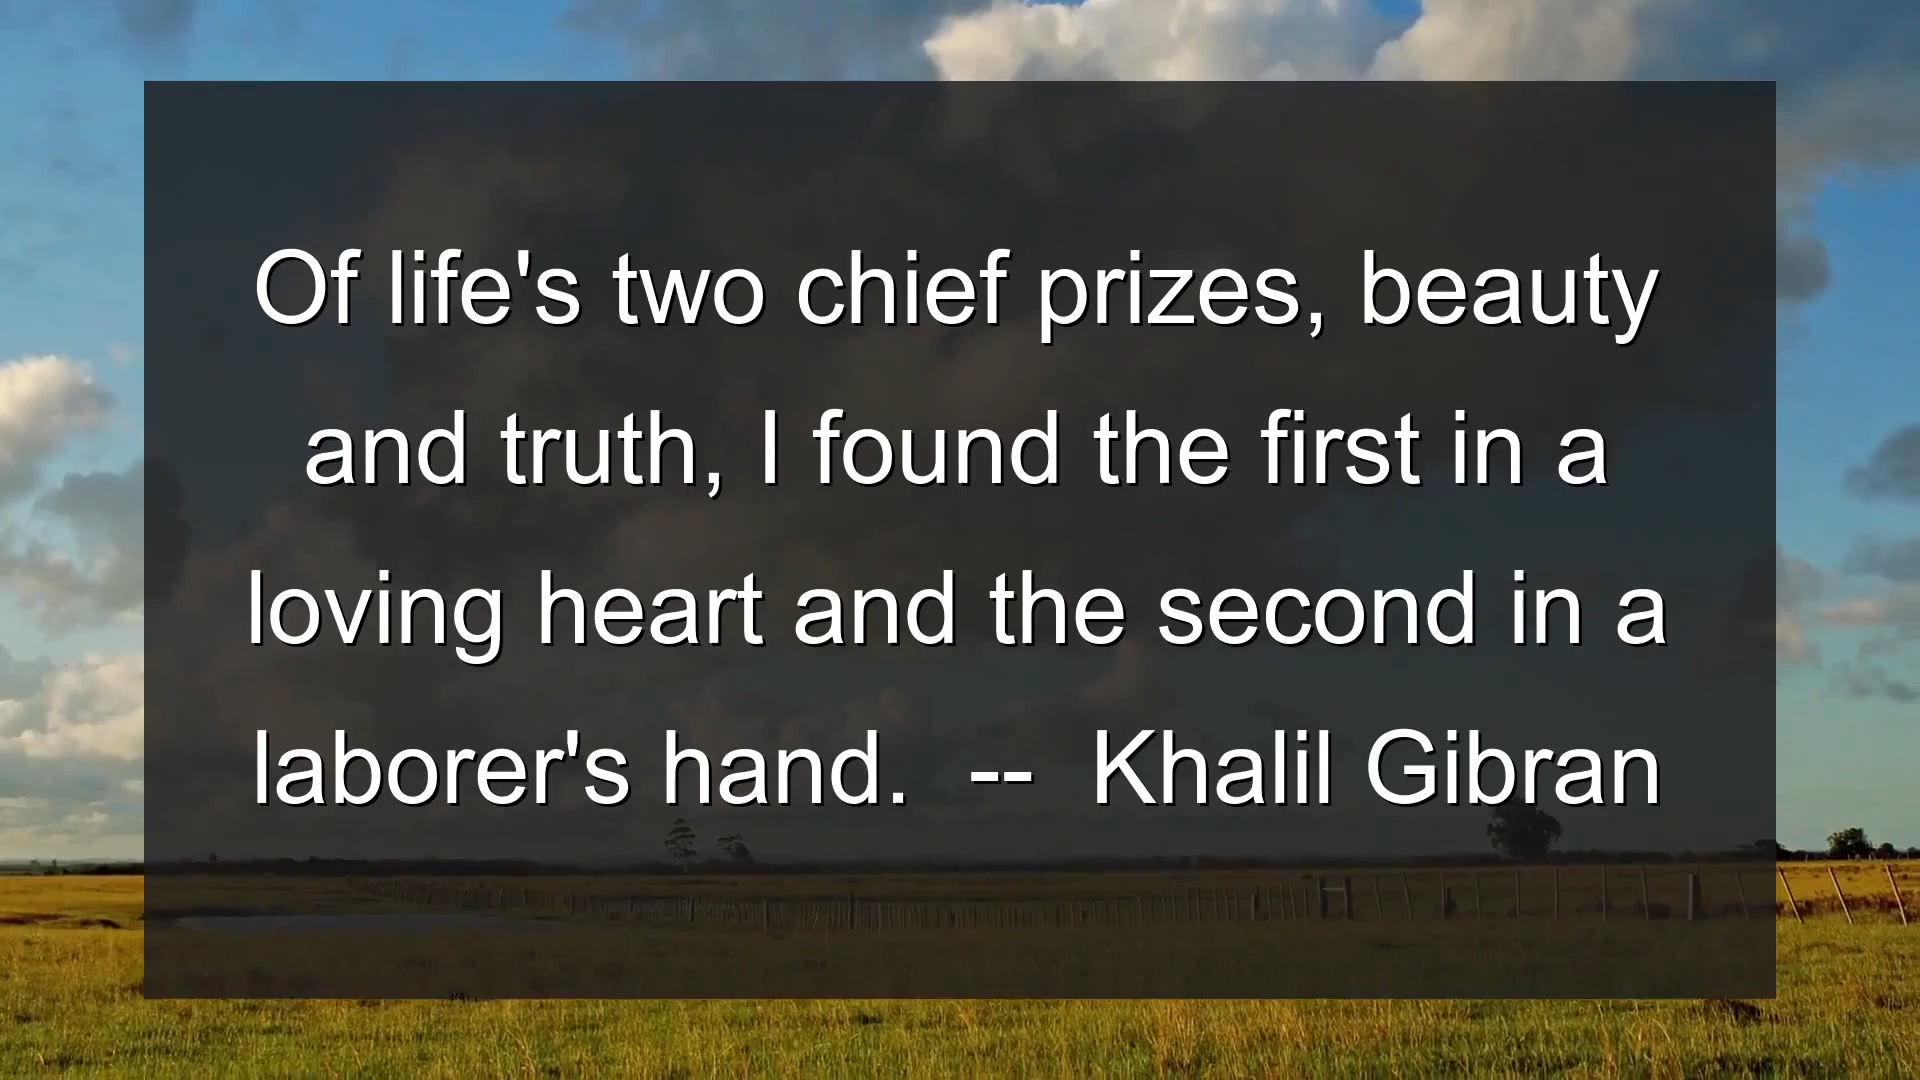 Of life's two chief prizes, beauty
and truth, I found the first in a
loving heart and the second in a
laborer's hand.  --  Khalil Gibran